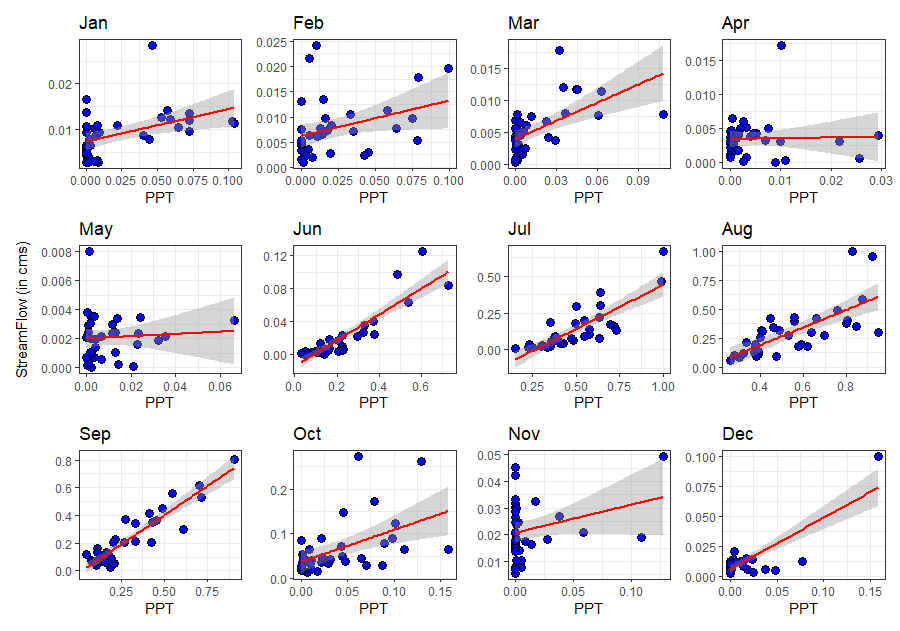 Jan Feb Mar Apr
0.02 0.025 0.015 0.015
0.01 0.020 0.010 0.010
0.015 0.005 0.005
0.010 0.000 0.000
0.005
0.000
0.000 0.025 0.050 0.075 0.100 0.000 0.025 0.050 0.075 0.100 0.00 0.03 0.06 0.09 0.00 0.01 0.02 0.03
PPT PPT PPT PPT
StreamFlow (in cms)
May Jun Jul Aug
0.008 0.12 0.50 1.00
0.006 0.08 0.25 0.75
0.004 0.04 0.00 0.50
0.002 0.00 0.25
0.000 0.00
0.00 0.02 0.04 0.06 0.0 0.2 0.4 0.6 0.25 0.50 0.75 1.00 0.4 0.6 0.8
PPT PPT PPT PPT
Sep Oct Nov Dec
0.8 0.2 0.05 0.100
0.6 0.1 0.04 0.075
0.4 0.0 0.03 0.050
0.2 0.02 0.025
0.0 0.01 0.000
0.25 0.50 0.75 0.00 0.05 0.10 0.15 0.00 0.05 0.10 0.00 0.05 0.10 0.15
PPT PPT PPT PPT